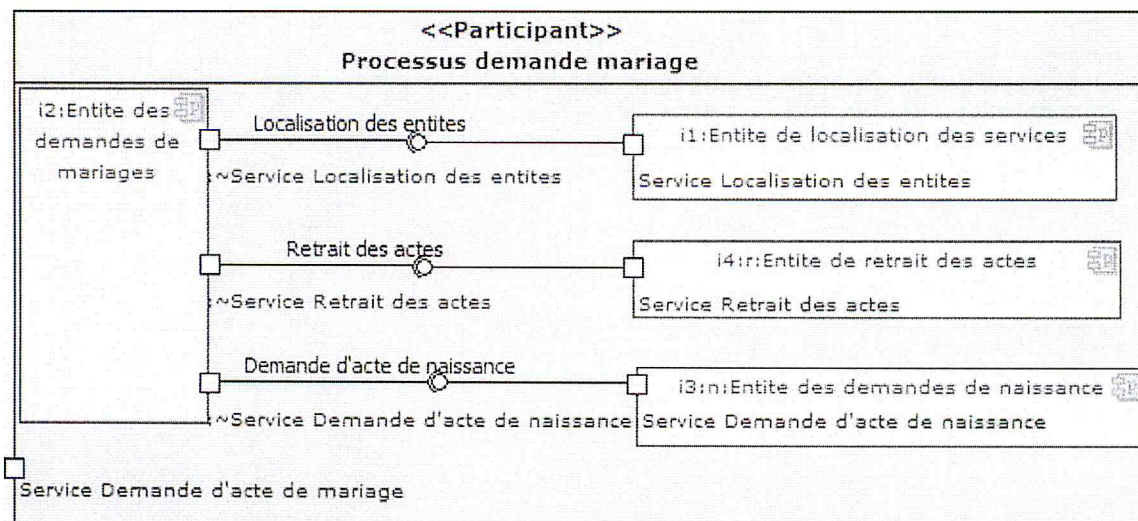 <<Participant>>
Processus demande mariage
i2:Entite des
demandes de
mariages
Localisation des entites
~Service Localisation des entites
i1:Entite de localisation des services
Service Localisation des entites
Retrait des actes
~Service Retrait des actes
i4:r:Entite de retrait des actes
Service Retrait des actes
Demande d'acte de naissance
~Service Demande d'acte de naissance
i3:n:Entite des demandes de naissance
Service Demande d'acte de naissance
Service Demande d'acte de mariage